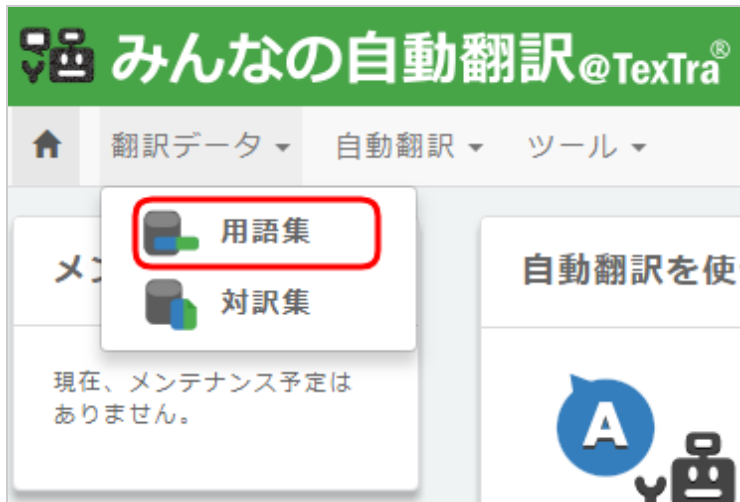 みんなの自動翻訳@TexTra®
翻訳データ 自動翻訳 ツール
用語集
対訳集
自動翻訳を使
現在、メンテナンス予定は
ありません。
A